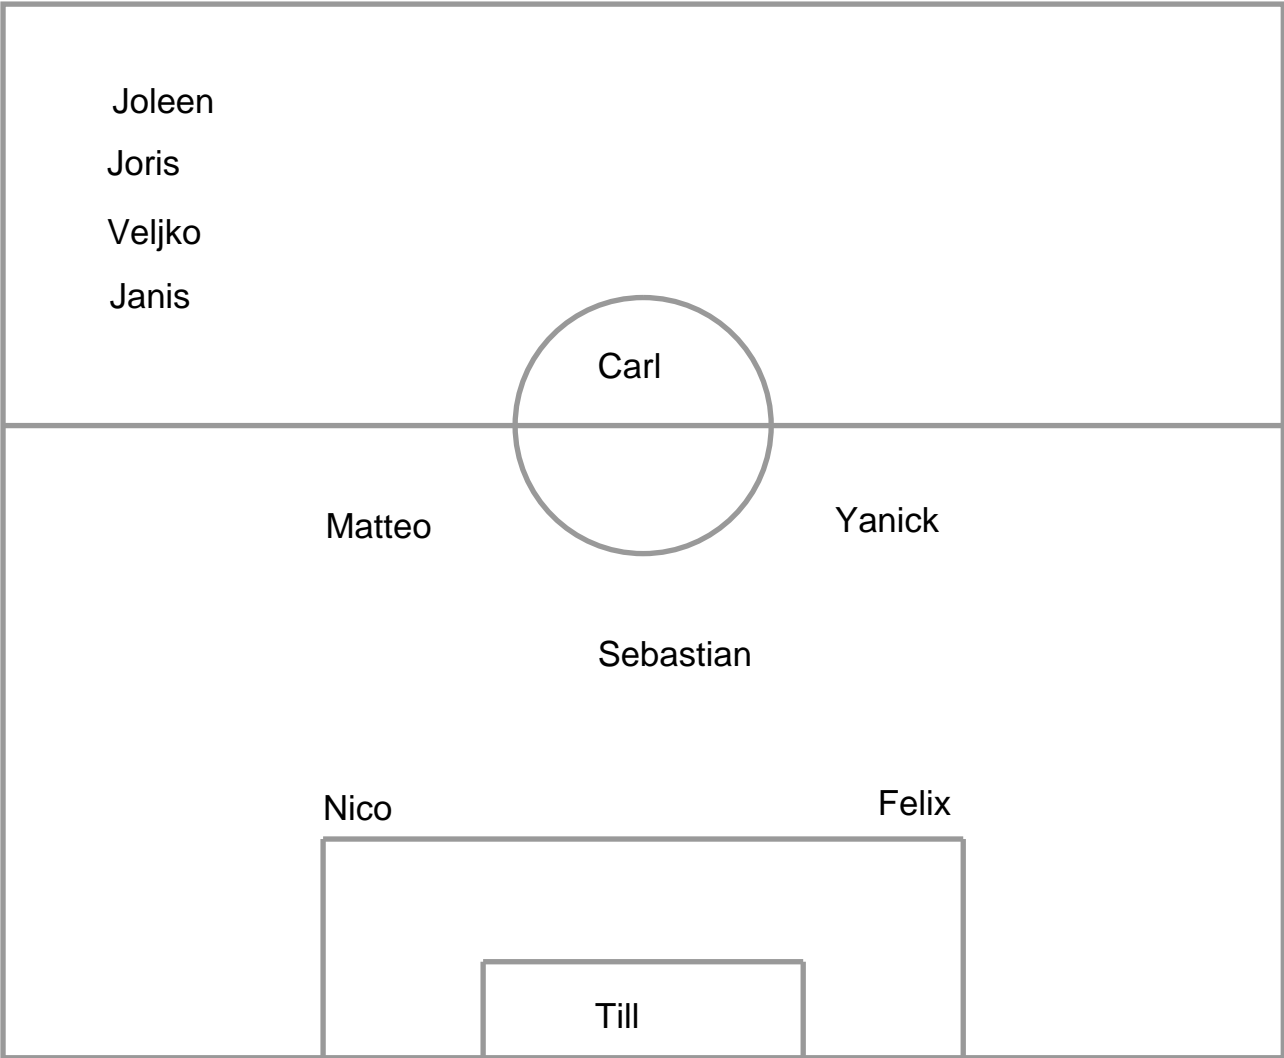 Joleen
Joris
Veljko
Janis
Carl
Matteo
Yanick
Sebastian
Nico
Felix
Till